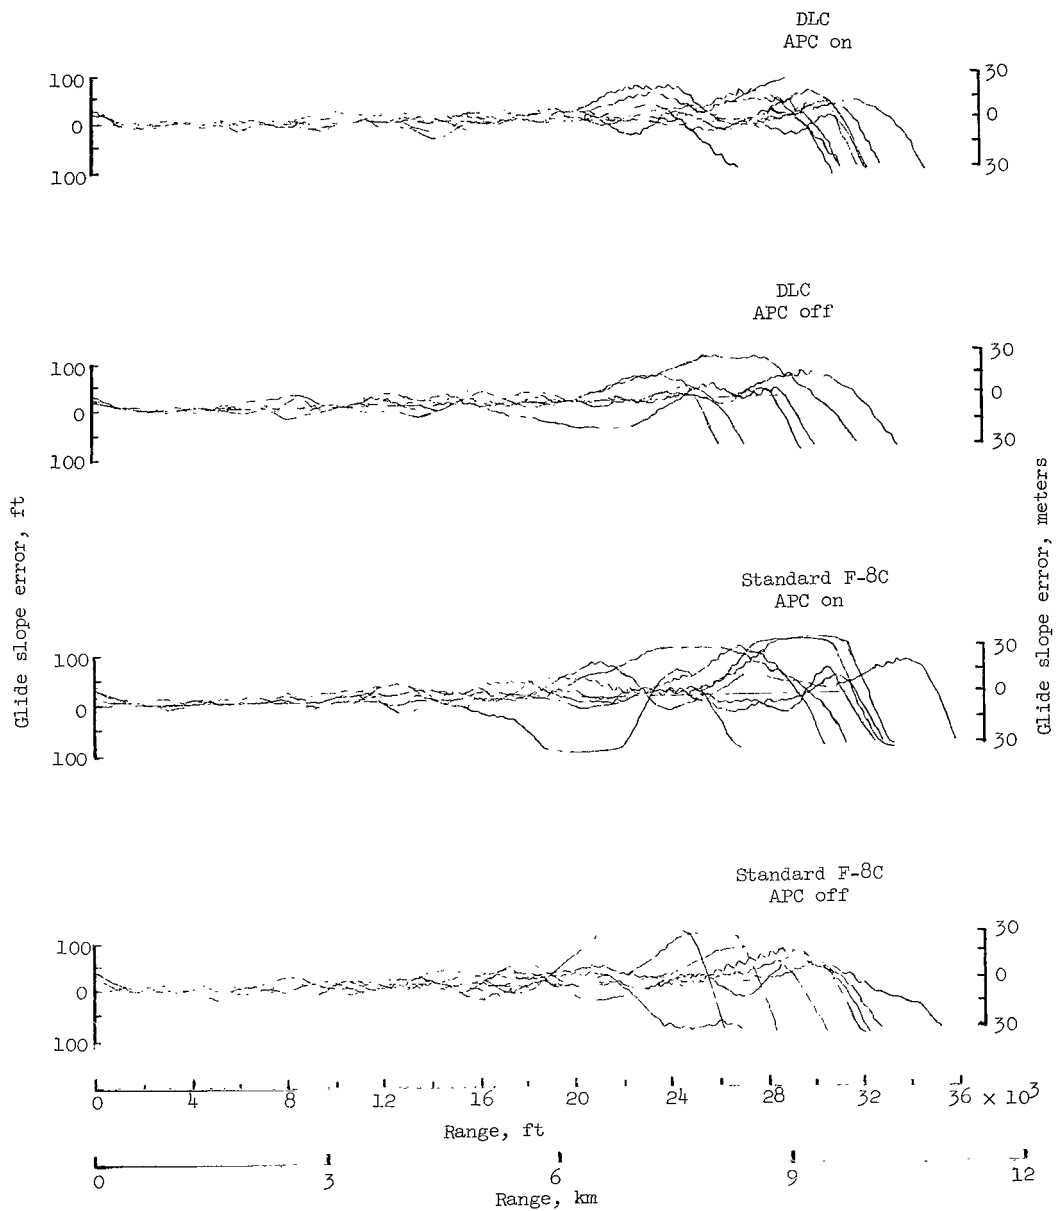 DLC
APC on
100
0
100
30
0
30
DLC
APC off
100
0
100
30
0
30
Glide slope error, ft
Glide slope error, meters
Standard F-8C
APC on
100
0
100
30
0
30
Standard F-8C
APC off
100
0
100
30
0
30
0 4 8 12 16 20 24 28 32 36 × 10³
Range, ft
0 3 6 9 12
Range, km